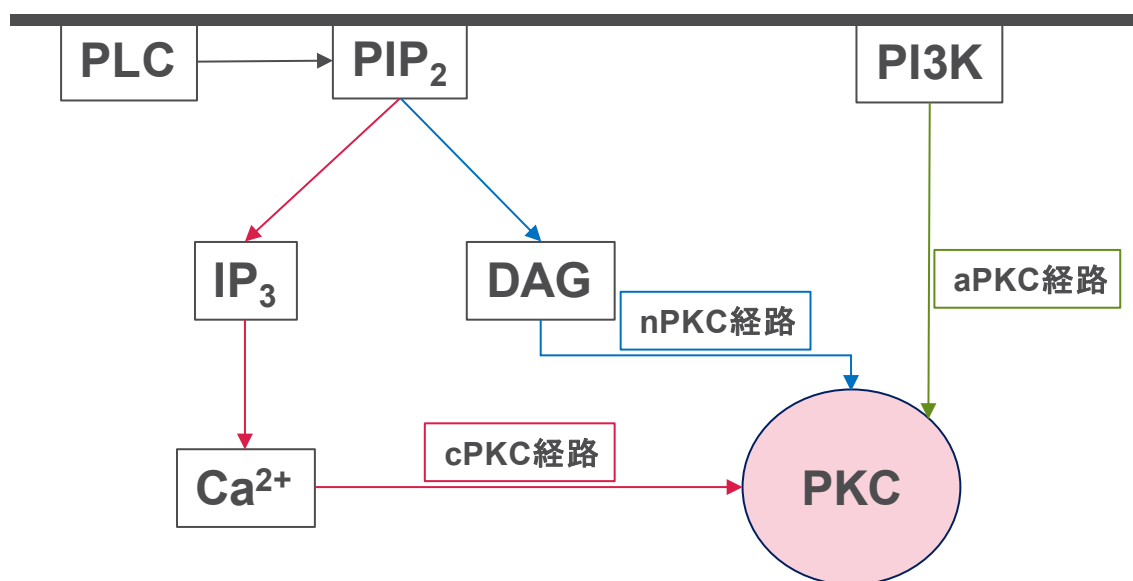 PLC
PIP₂
PI3K
IP₃
DAG
aPKC経路
nPKC経路
cPKC経路
Ca²⁺
PKC